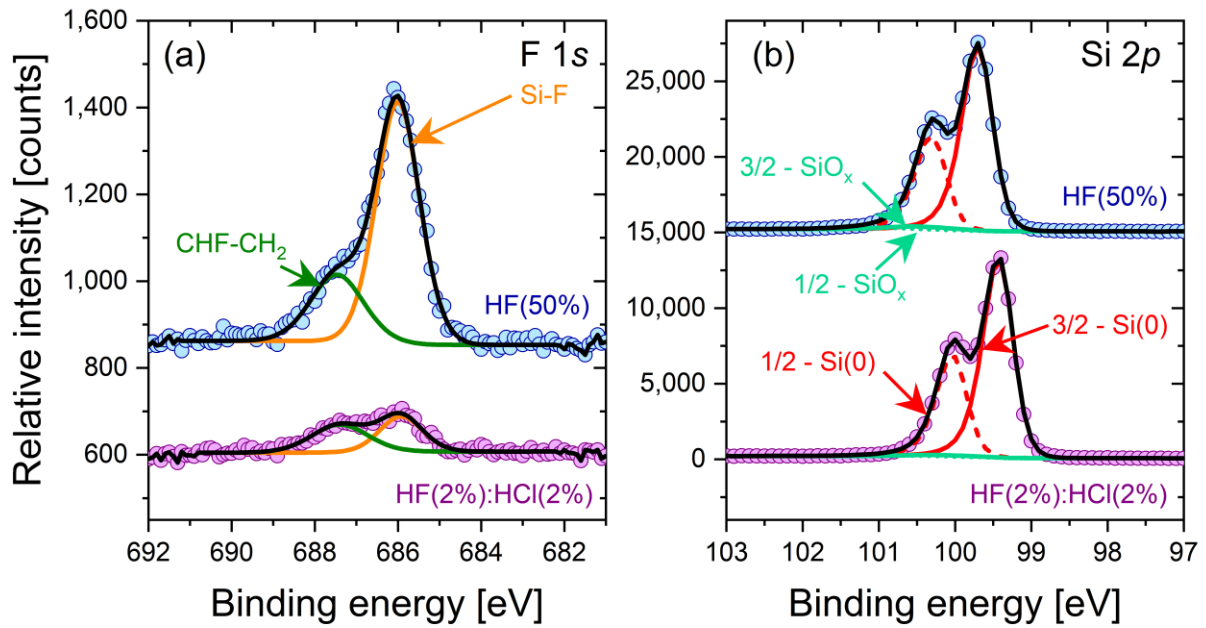 Relative intensity [counts]
1,600
1,400
1,200
1,000
800
600
(a)
F 1s
Si-F
CHF-CH₂
HF(50%)
HF(2%):HCl(2%)
692
690
688
686
684
682
Binding energy [eV]
25,000
20,000
15,000
10,000
5,000
0
(b)
Si 2p
3/2 - SiOₓ
HF(50%)
1/2 - SiOₓ
3/2 - Si(0)
1/2 - Si(0)
HF(2%):HCl(2%)
103
102
101
100
99
98
97
Binding energy [eV]